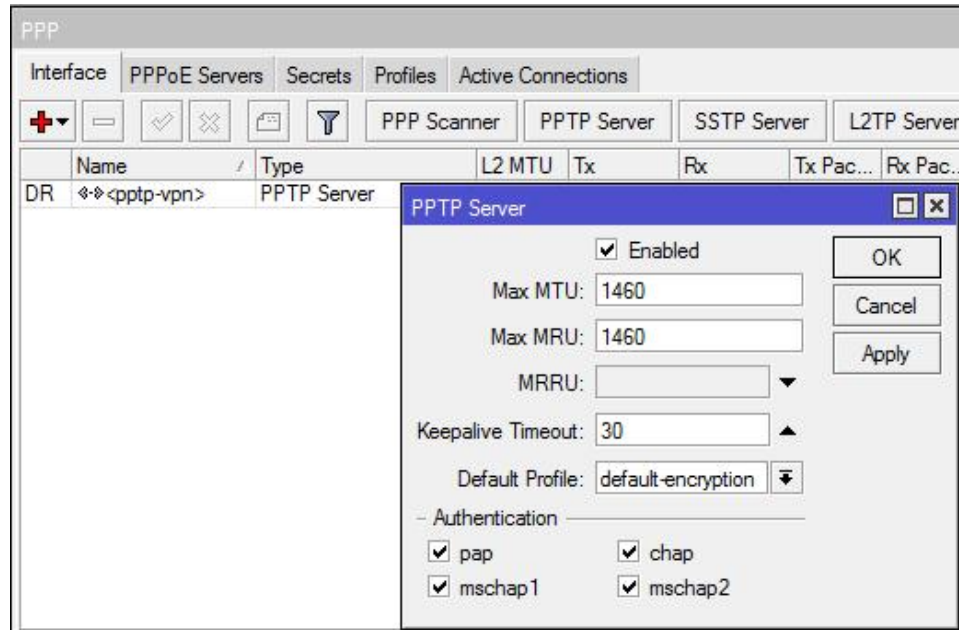 PPP
Interface PPPoE Servers Secrets Profiles Active Connections
PPP Scanner PPTP Server SSTP Server L2TP Server
Name / Type L2 MTU Tx Rx Tx Pac... Rx Pac..
DR <pptp-vpn> PPTP Server
PPTP Server
Enabled
OK
Max MTU: 1460
Cancel
Max MRU: 1460
Apply
MRRU:
Keepalive Timeout: 30
Default Profile: default-encryption
Authentication
pap chap
mschap1 mschap2